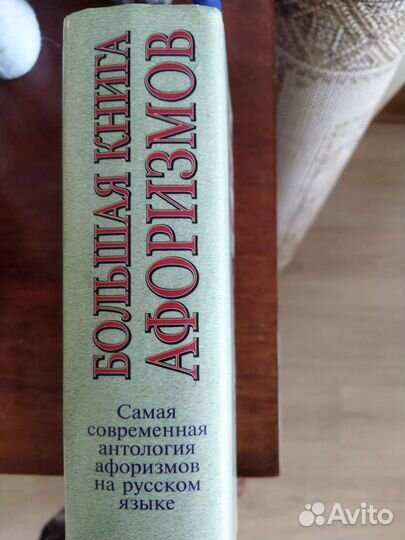 БОЛЬШАЯ КНИГА
АФОРИЗМОВ
Самая
современная
антология
афоризмов
на русском
языке
Avito